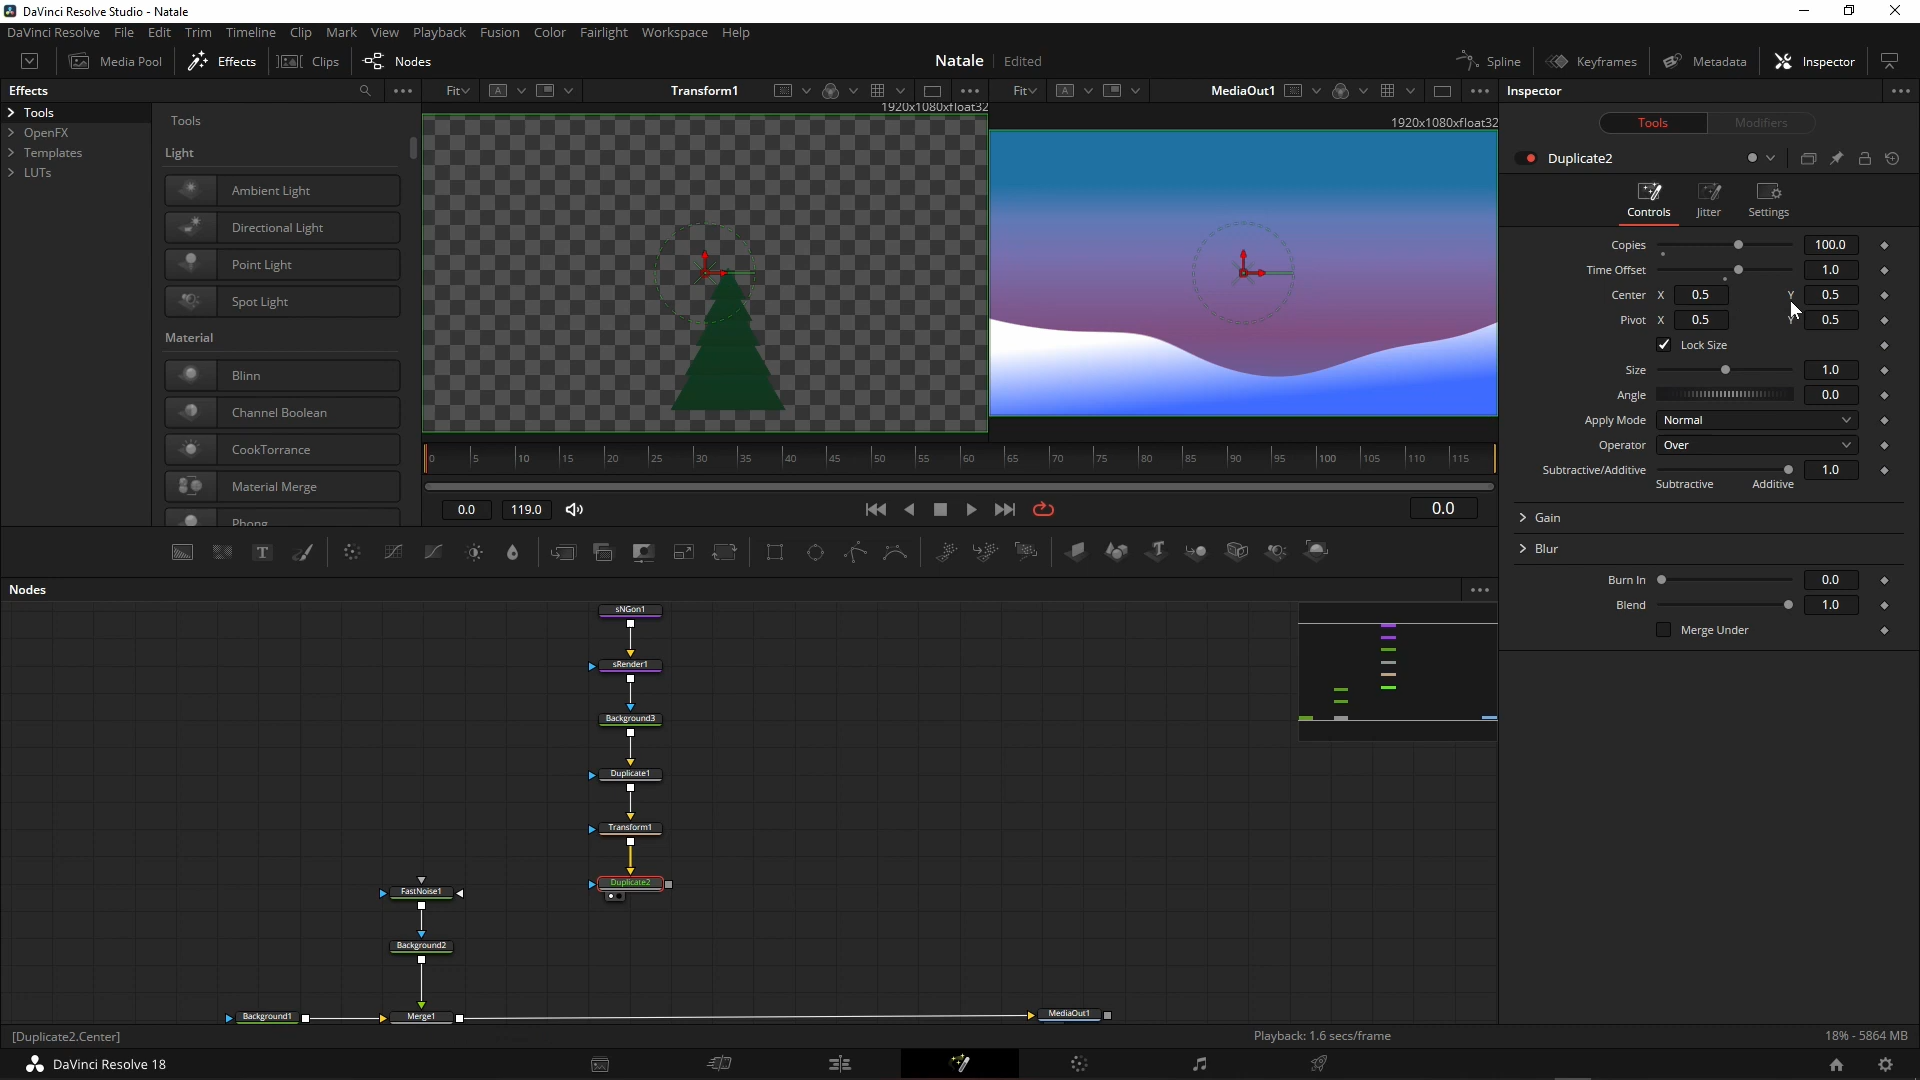 DaVinci Resolve Studio - Natale
DaVinci Resolve File Edit Trim Timeline Clip Mark View Playback Fusion Color Fairlight Workspace Help
Media Pool Effects Clips Nodes Natale Edited Spline Keyframes Metadata Inspector
Effects Fit A Transform1 Fit A MediaOut1 Inspector
1920x1080xfloat32
1920x1080xfloat32
Tools
OpenFX
Templates
LUTs
Tools
Light
Ambient Light
Directional Light
Point Light
Spot Light
Material
Blinn
Channel Boolean
CookTorrance
Material Merge
Phong
0 5 10 15 20 25 30 35 40 45 50 55 60 65 70 75 80 85 90 95 100 105 110 115
0.0 119.0 0.0
T
Nodes
sNGon1
sRender1
Background3
Duplicate1
Transform1
Duplicate2
FastNoise1
Background2
Background1 Merge1 MediaOut1
Tools Modifiers
Duplicate2
Controls Jitter Settings
Copies 100.0
Time Offset 1.0
Center X 0.5 Y 0.5
Pivot X 0.5 Y 0.5
Lock Size
Size 1.0
Angle 0.0
Apply Mode Normal
Operator Over
Subtractive/Additive 1.0
Subtractive Additive
Gain
Blur
Burn In 0.0
Blend 1.0
Merge Under
[Duplicate2.Center] Playback: 1.6 secs/frame 18% - 5864 MB
DaVinci Resolve 18